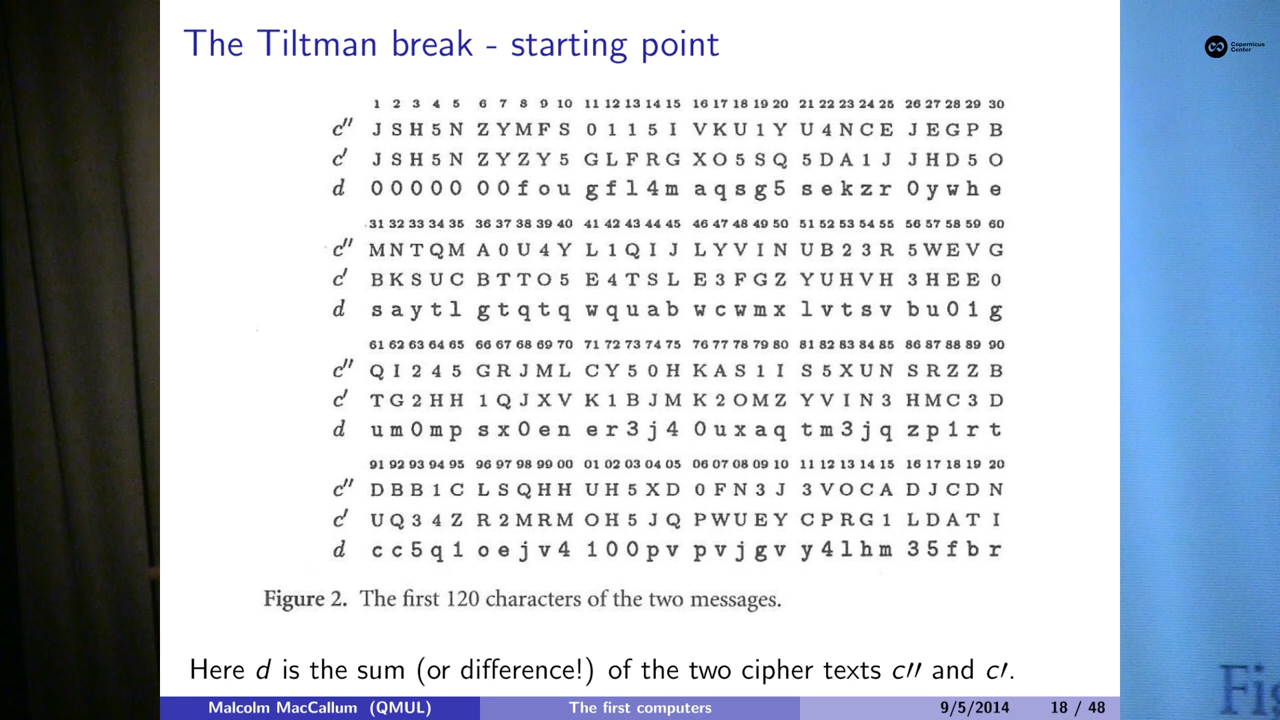 The Tiltman break - starting point
Copernicus
Center
1 2 3 4 5 6 7 8 9 10 11 12 13 14 15 16 17 18 19 20 21 22 23 24 25 26 27 28 29 30
c′′ J S H 5 N Z Y M F S 0 1 1 5 I V K U 1 Y U 4 N C E J E G P B
c′ J S H 5 N Z Y Z Y 5 G L F R G X O 5 S Q 5 D A 1 J J H D 5 O
d 0 0 0 0 0 0 0 f o u g f l 4 m a q s g 5 s e k z r 0 y w h e
31 32 33 34 35 36 37 38 39 40 41 42 43 44 45 46 47 48 49 50 51 52 53 54 55 56 57 58 59 60
c′′ M N T Q M A 0 U 4 Y L 1 Q I J L Y V I N U B 2 3 R 5 W E V G
c′ B K S U C B T T O 5 E 4 T S L E 3 F G Z Y U H V H 3 H E E 0
d s a y t l g t q t q w q u a b w c w m x l v t s v b u 0 1 g
61 62 63 64 65 66 67 68 69 70 71 72 73 74 75 76 77 78 79 80 81 82 83 84 85 86 87 88 89 90
c′′ Q I 2 4 5 G R J M L C Y 5 0 H K A S 1 I S 5 X U N S R Z Z B
c′ T G 2 H H 1 Q J X V K 1 B J M K 2 O M Z Y V I N 3 H M C 3 D
d u m 0 m p s x 0 e n e r 3 j 4 0 u x a q t m 3 j q z p 1 r t
91 92 93 94 95 96 97 98 99 00 01 02 03 04 05 06 07 08 09 10 11 12 13 14 15 16 17 18 19 20
c′′ D B B 1 C L S Q H H U H 5 X D 0 F N 3 J 3 V O C A D J C D N
c′ U Q 3 4 Z R 2 M R M O H 5 J Q P W U E Y C P R G 1 L D A T I
d c c 5 q 1 o e j v 4 1 0 0 p v p v j g v y 4 l h m 3 5 f b r
Figure 2. The first 120 characters of the two messages.
Here d is the sum (or difference!) of the two cipher texts c′′ and c′.
Malcolm MacCallum (QMUL) The first computers 9/5/2014 18 / 48